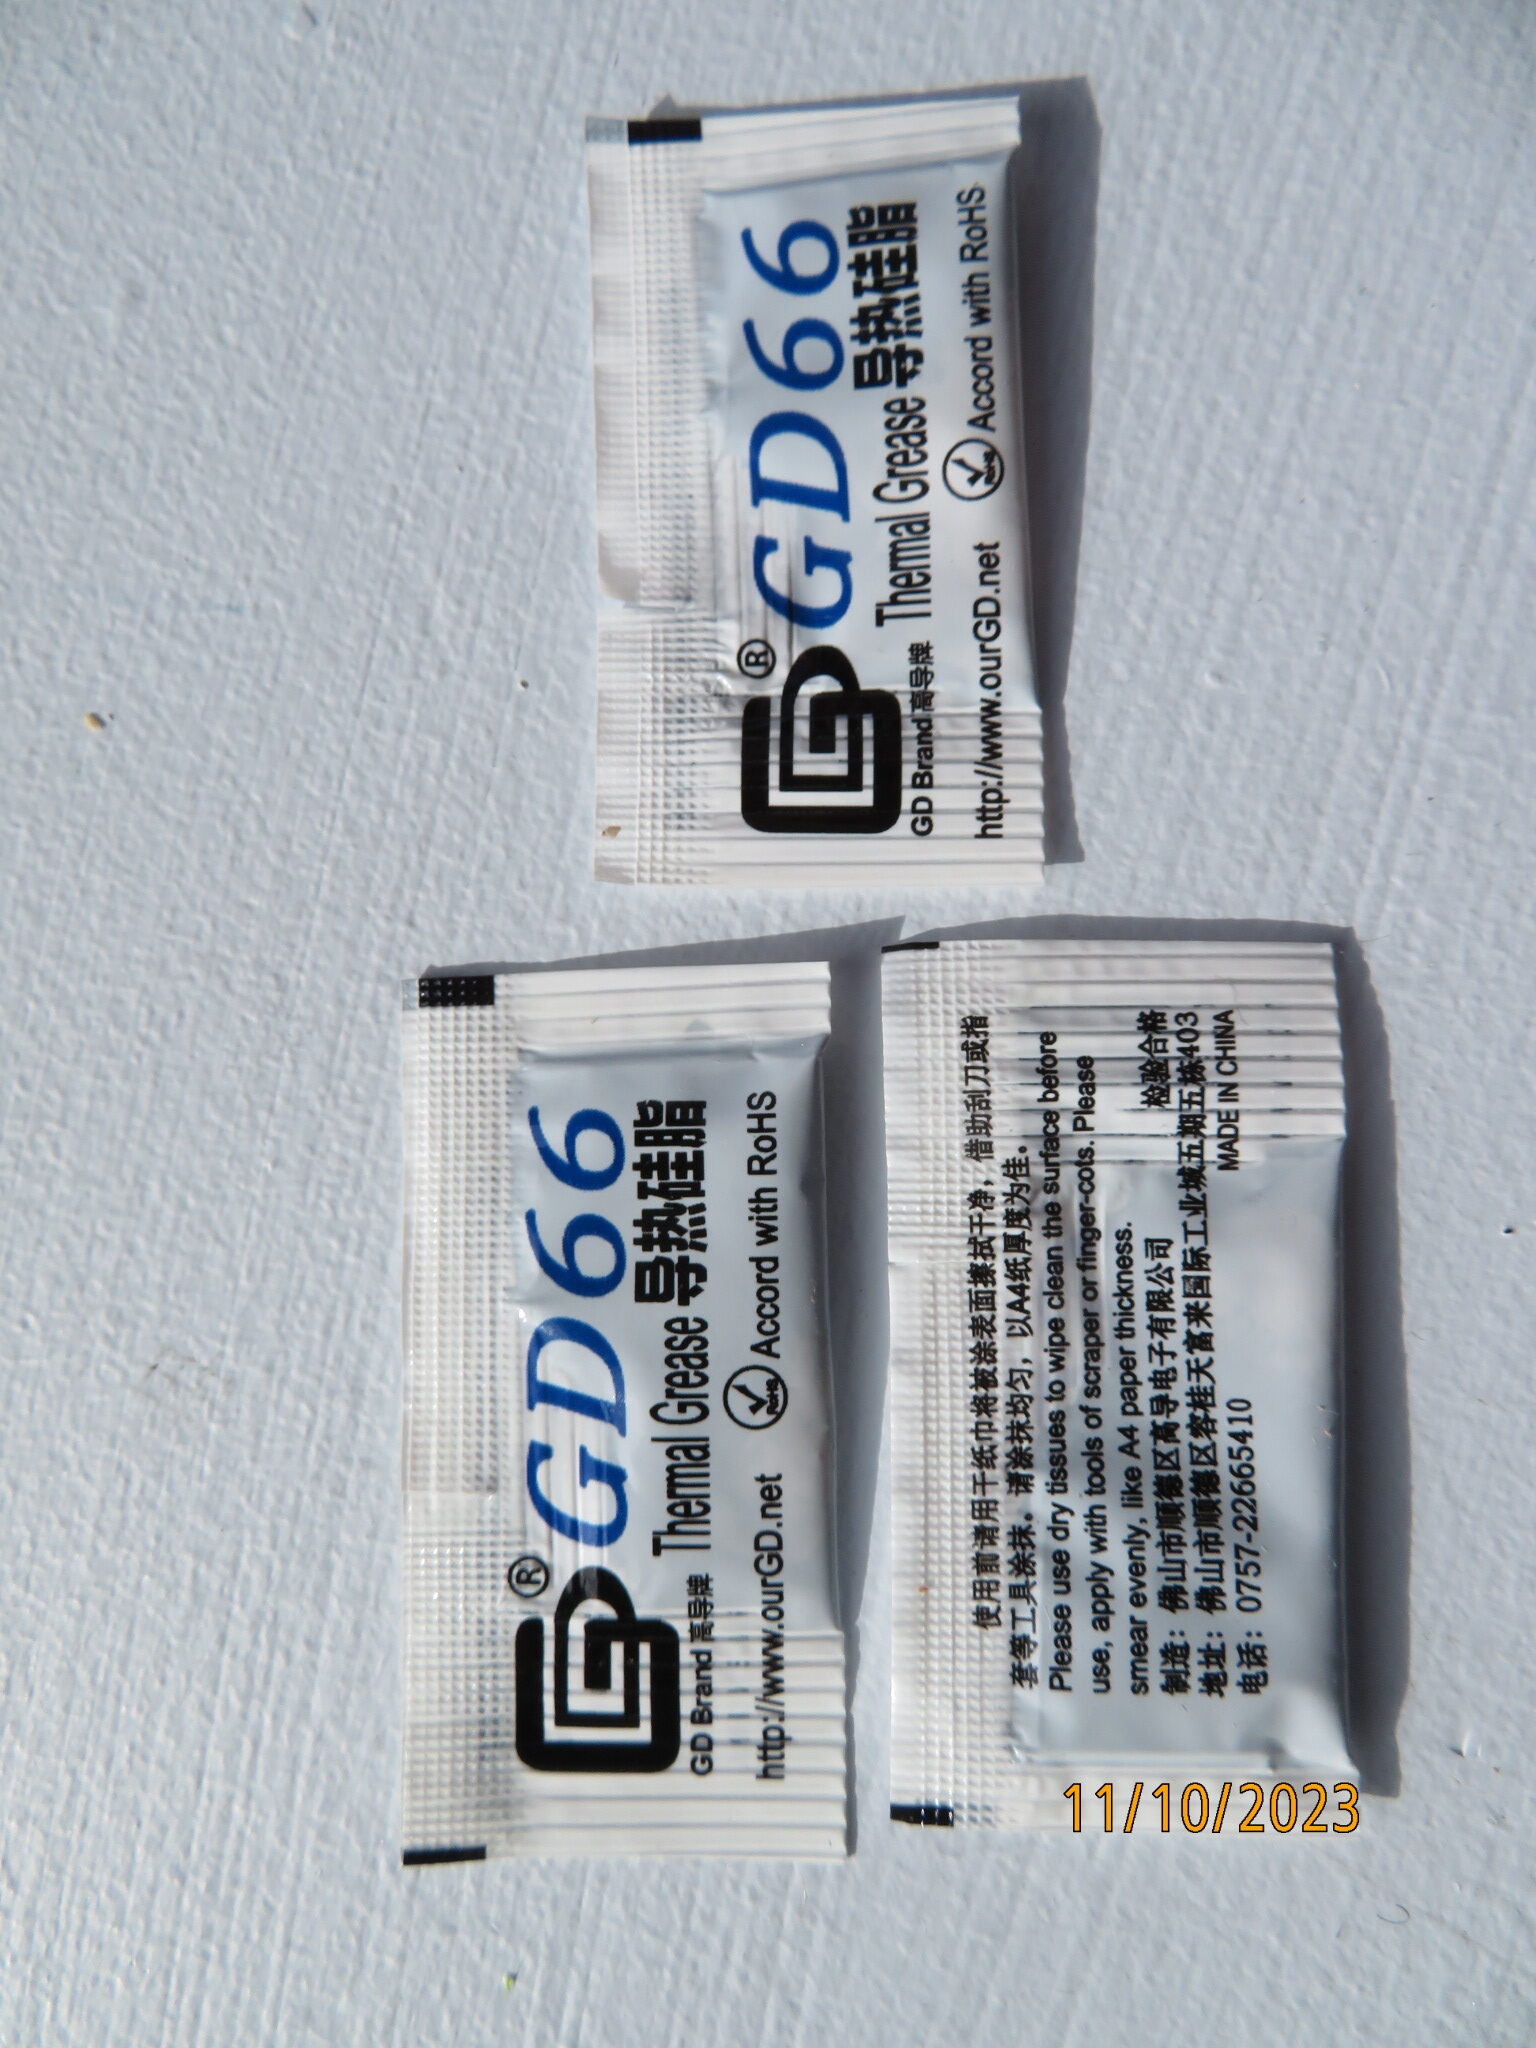 GD66
®
Thermal Grease 导热硅脂
GD Brand 高导牌
http://www.ourGD.net RoHS Accord with RoHS
GD66
®
Thermal Grease 导热硅脂
GD Brand 高导牌
http://www.ourGD.net RoHS Accord with RoHS
使用前请用干纸巾将被涂表面擦拭干净，借助刮刀或指
套等工具涂抹。请涂抹均匀，以A4纸厚度为佳。
Please use dry tissues to wipe clean the surface before
use, apply with tools of scraper or finger-cots. Please
smear evenly, like A4 paper thickness.
检验合格
制造：佛山市顺德区高导电子有限公司
地址：佛山市顺德区容桂天富来国际工业城五期五栋403
电话：0757-22665410
MADE IN CHINA
11/10/2023